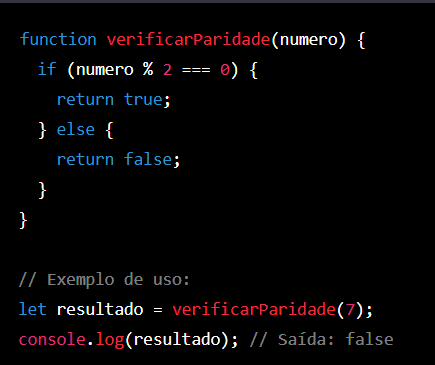 function verificarParidade(numero) {
  if (numero % 2 === 0) {
    return true;
  } else {
    return false;
  }
}

// Exemplo de uso:
let resultado = verificarParidade(7);
console.log(resultado); // Saída: false